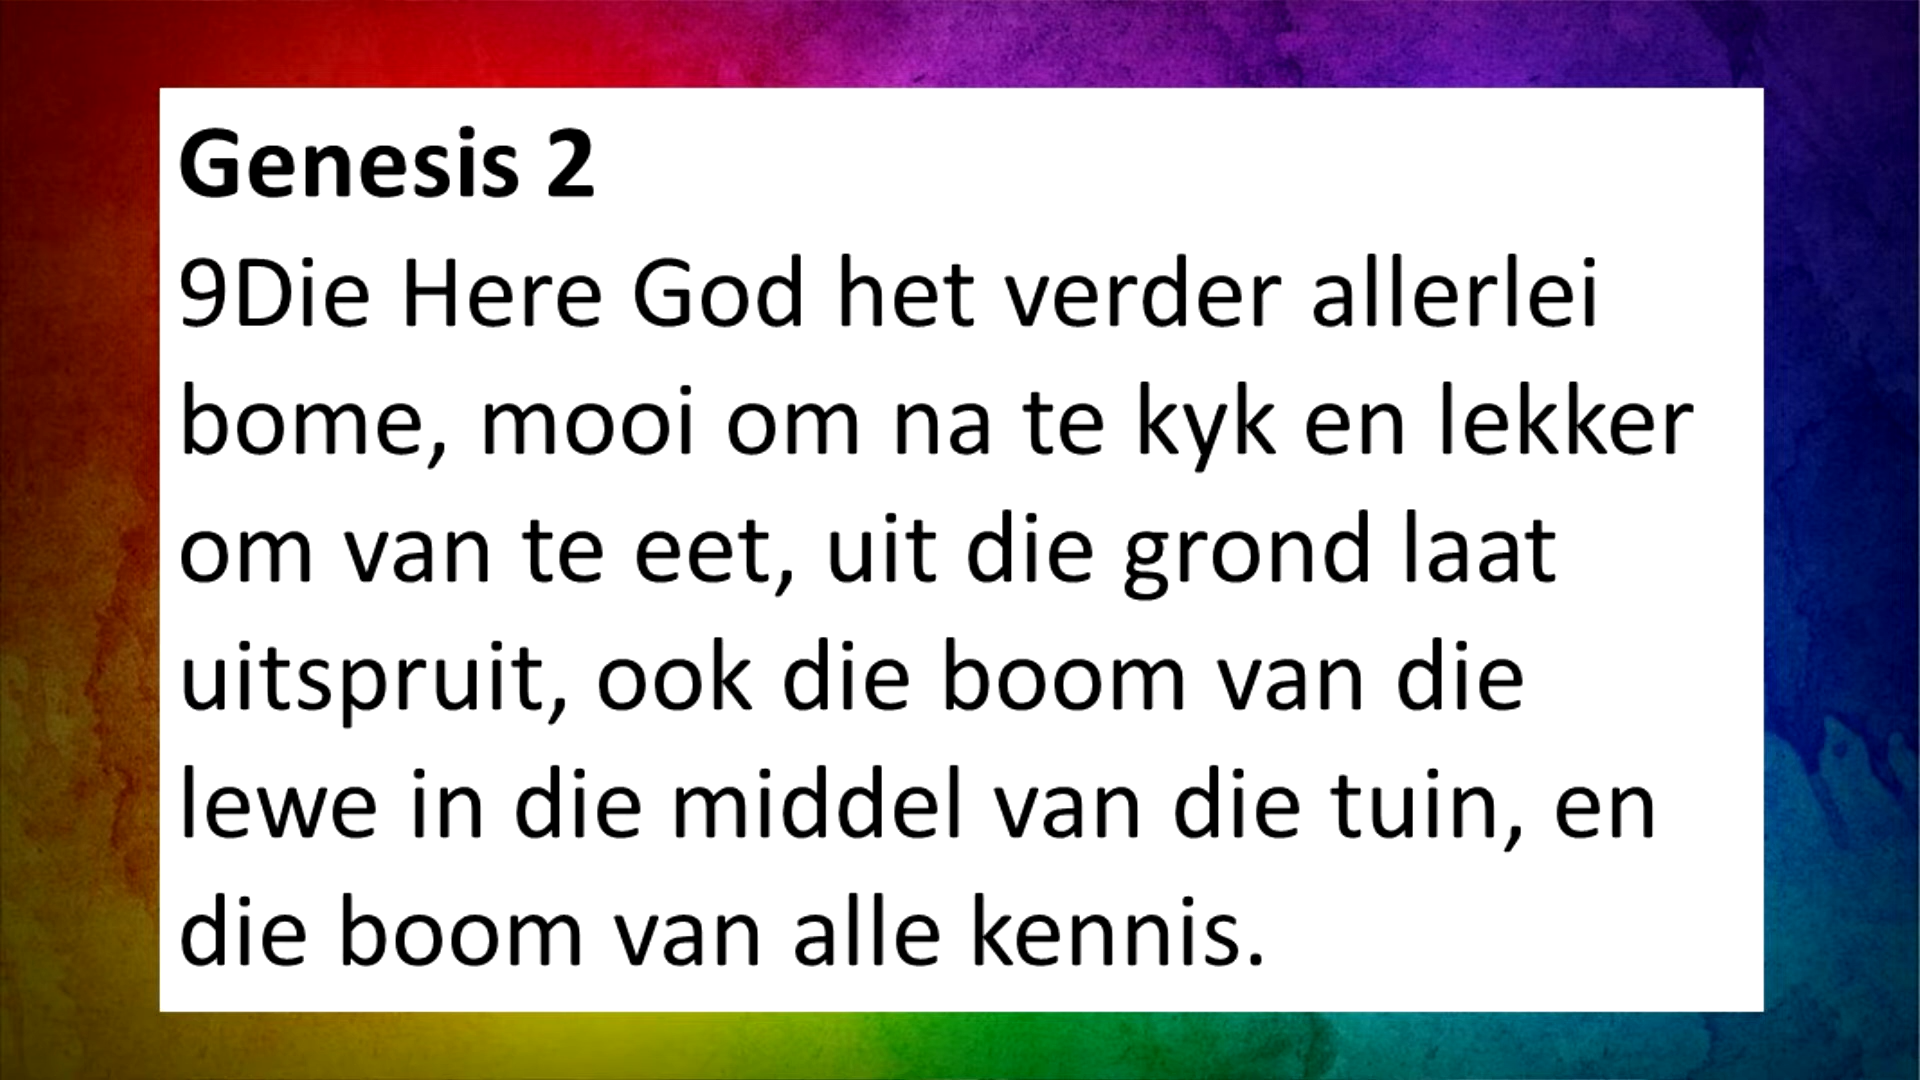 Genesis 2
9Die Here God het verder allerlei
bome, mooi om na te kyk en lekker
om van te eet, uit die grond laat
uitspruit, ook die boom van die
lewe in die middel van die tuin, en
die boom van alle kennis.